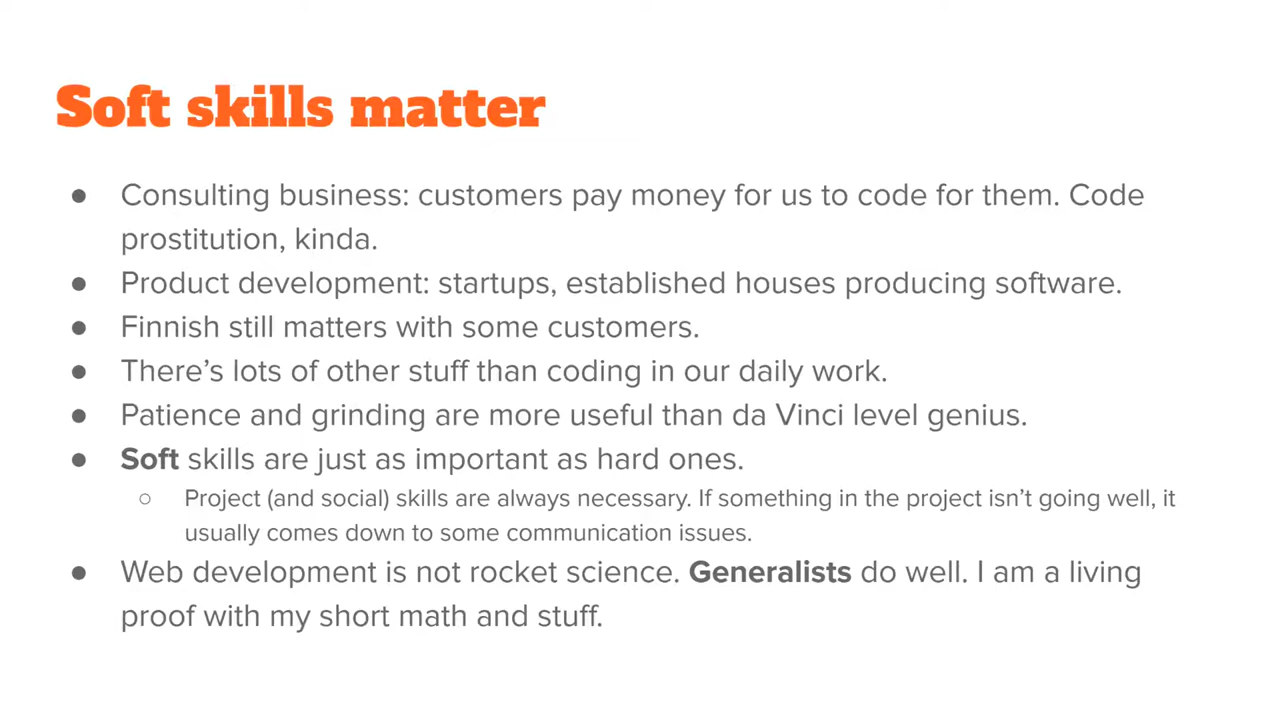 Soft skills matter
● Consulting business: customers pay money for us to code for them. Code
prostitution, kinda.
● Product development: startups, established houses producing software.
● Finnish still matters with some customers.
● There’s lots of other stuff than coding in our daily work.
● Patience and grinding are more useful than da Vinci level genius.
● Soft skills are just as important as hard ones.
○ Project (and social) skills are always necessary. If something in the project isn’t going well, it
usually comes down to some communication issues.
● Web development is not rocket science. Generalists do well. I am a living
proof with my short math and stuff.